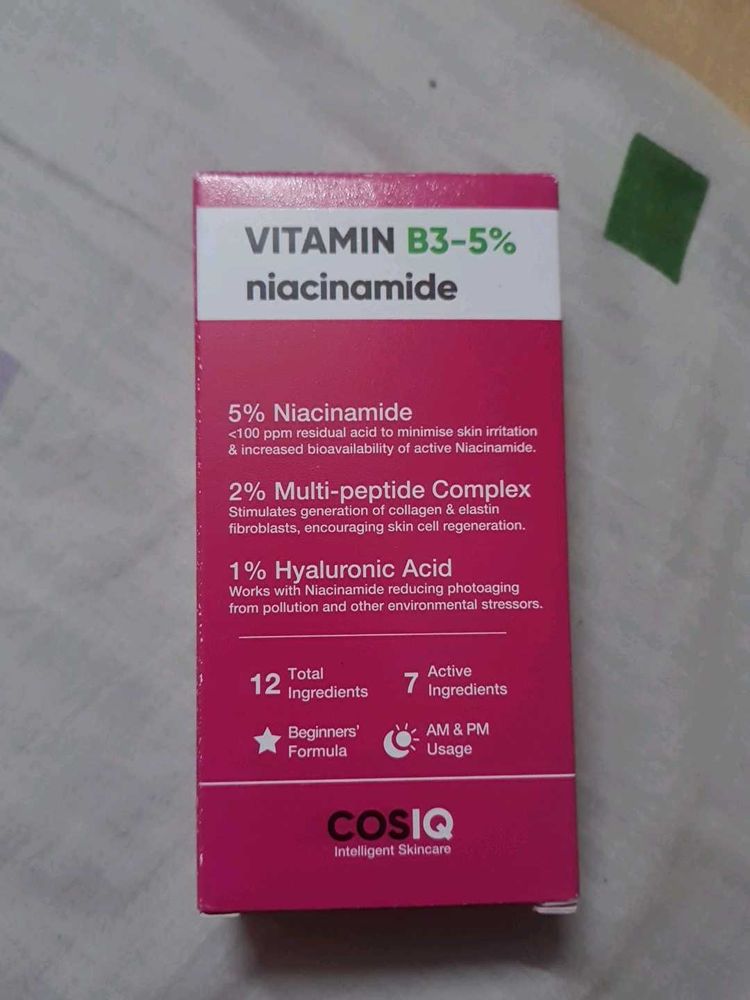 VITAMIN B3-5%
niacinamide
5% Niacinamide
<100 ppm residual acid to minimise skin irritation
& increased bioavailability of active Niacinamide.
2% Multi-peptide Complex
Stimulates generation of collagen & elastin
fibroblasts, encouraging skin cell regeneration.
1% Hyaluronic Acid
Works with Niacinamide reducing photoaging
from pollution and other environmental stressors.
12 Total
Ingredients
7 Active
Ingredients
Beginners'
Formula
AM & PM
Usage
COSIQ
Intelligent Skincare